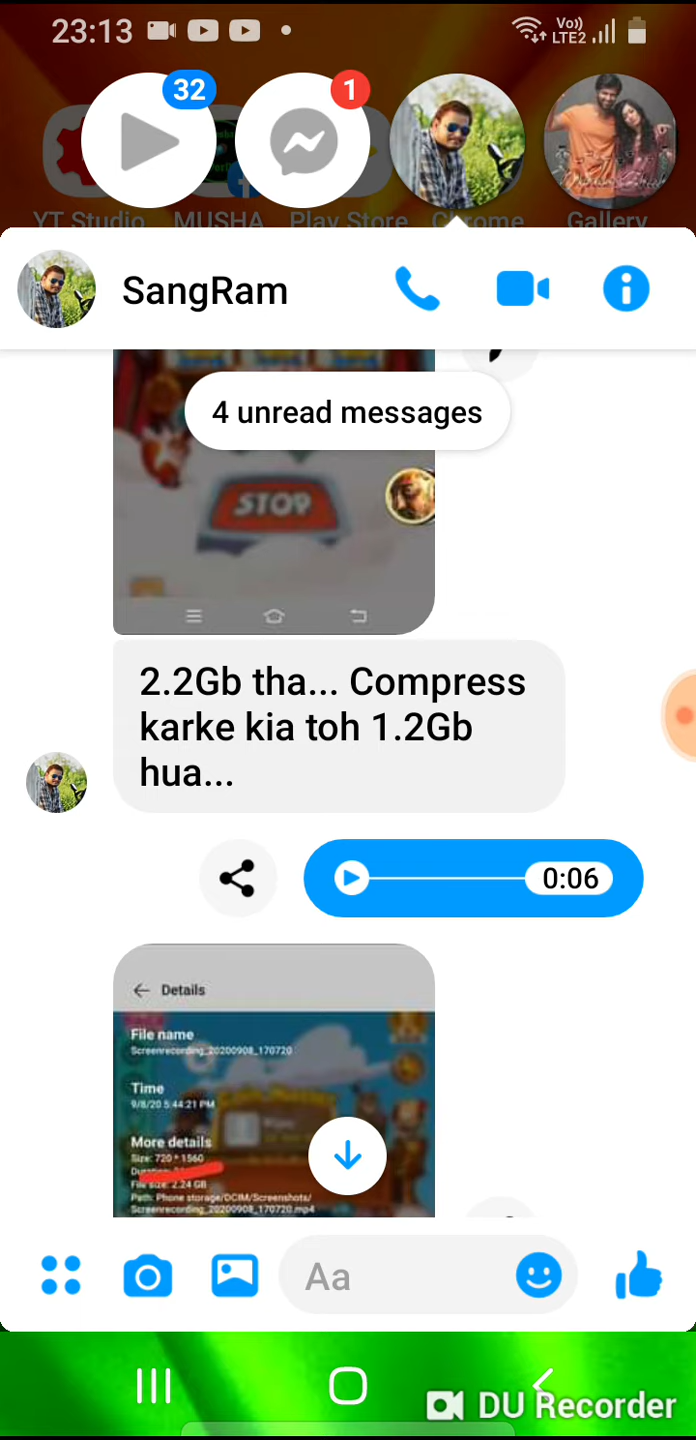 23:13
Vo))
LTE2
32
1
YT Studio
MUSHA
Play Store
Chrome
Gallery
SangRam
4 unread messages
STOP
2.2Gb tha... Compress
karke kia toh 1.2Gb
hua...
0:06
Details
File name
Screenrecording_20200908_170720
Time
9/8/20 5:44:21 PM
More details
Size: 720*1560
File size: 2.24 GB
Path: Phone storage/DCIM/Screenshots/
Screenrecording_20200908_170720.mp4
Aa
DU Recorder